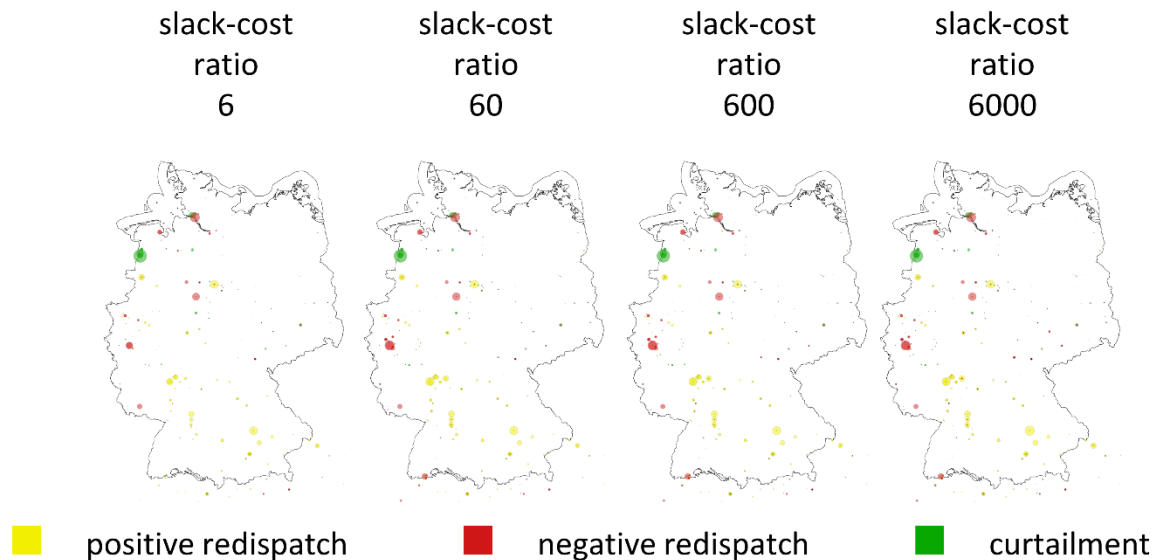 slack-cost ratio 6
slack-cost ratio 60
slack-cost ratio 600
slack-cost ratio 6000
positive redispatch
negative redispatch
curtailment